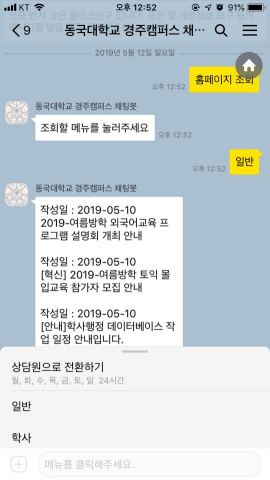 KT
오후 12:52
91%
9
동국대학교 경주캠퍼스 채…
2019년 5월 12일 일요일
홈페이지 조회
오후 12:52
동국대학교 경주캠퍼스 채팅봇
조회할 메뉴를 눌러주세요
오후 12:52
일반
오후 12:52
동국대학교 경주캠퍼스 채팅봇
작성일 : 2019-05-10
2019-여름방학 외국어교육 프
로그램 설명회 개최 안내
작성일 : 2019-05-10
[혁신] 2019-여름방학 토익 몰
입교육 참가자 모집 안내
작성일 : 2019-05-10
[안내]학사행정 데이터베이스 작
업 일정 안내입니다.
상담원으로 전환하기
월, 화, 수, 목, 금, 토, 일 24시간
일반
학사
메뉴를 클릭해주세요.